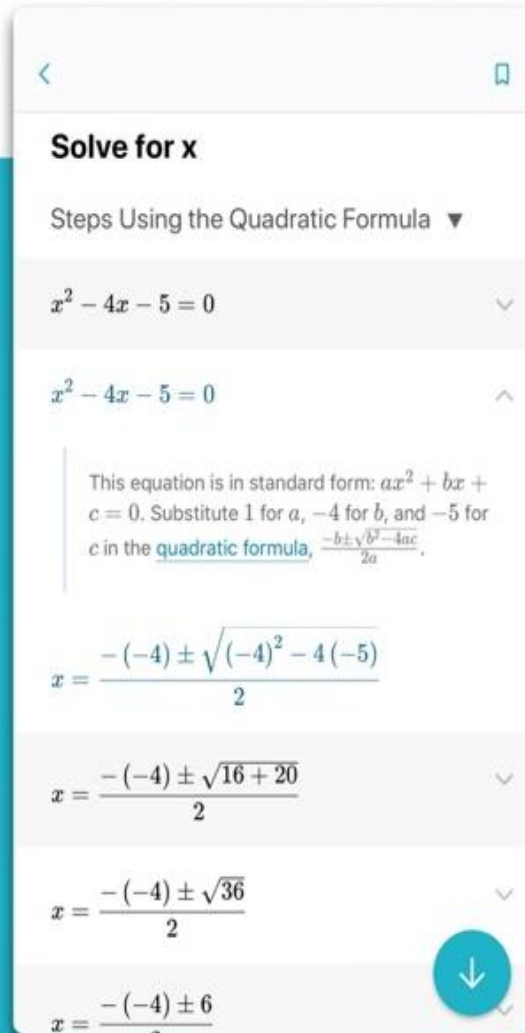 Solve for x
Steps Using the Quadratic Formula ▼
x² − 4x − 5 = 0
x² − 4x − 5 = 0
This equation is in standard form: ax² + bx +
c = 0. Substitute 1 for a, −4 for b, and −5 for
c in the quadratic formula, (−b±√(b²−4ac))/(2a).
x = (−(−4) ± √((−4)² − 4(−5)))/2
x = (−(−4) ± √(16 + 20))/2
x = (−(−4) ± √36)/2
x = −(−4) ± 6